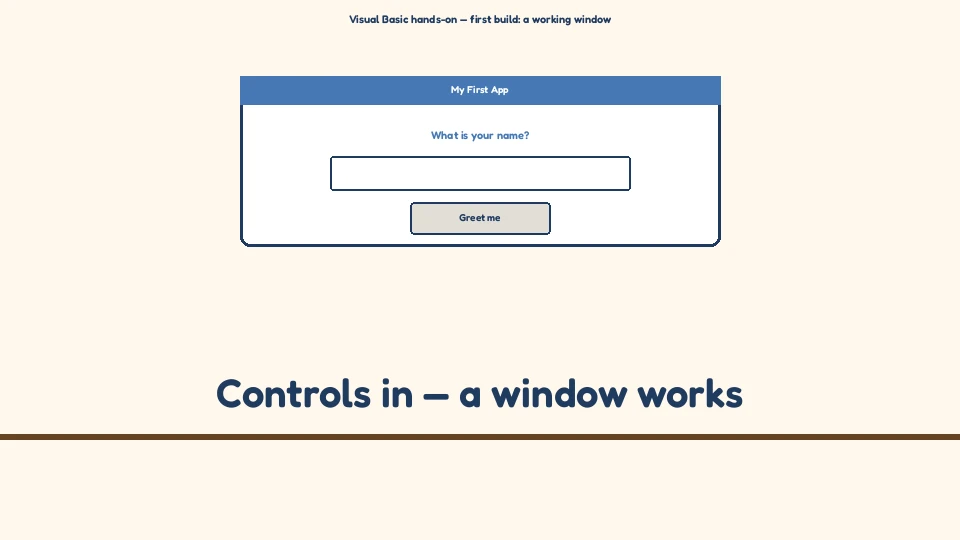 Visual Basic hands-on — first build: a working window
My First App
What is your name?
Greet me
Controls in — a window works